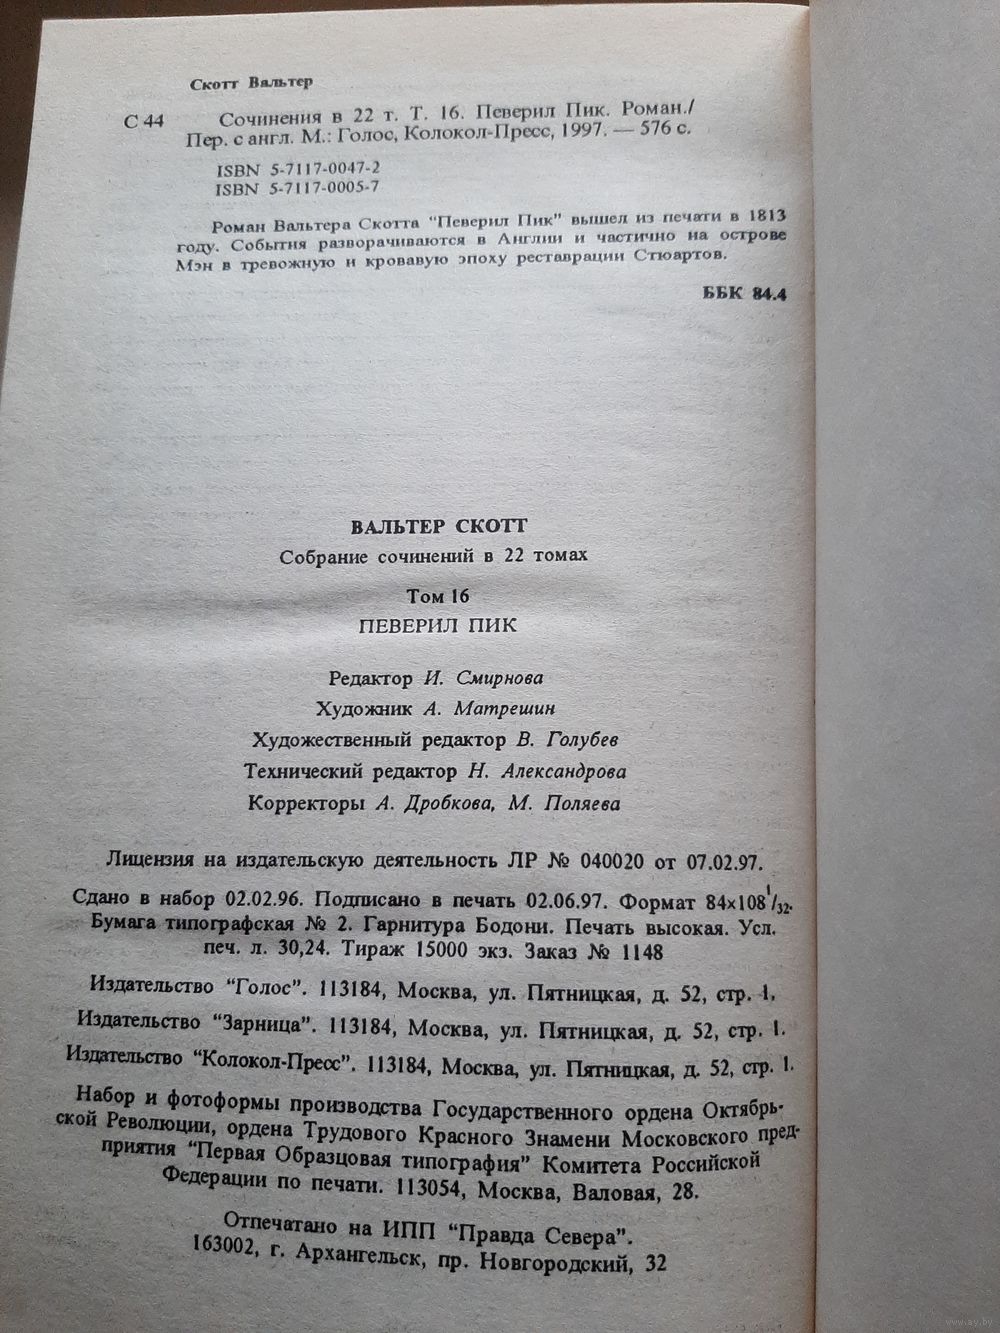 Скотт Вальтер
С 44 Сочинения в 22 т. Т. 16. Певерил Пик. Роман./
Пер. с англ. М.: Голос, Колокол-Пресс, 1997. — 576 с.
ISBN 5-7117-0047-2
ISBN 5-7117-0005-7
Роман Вальтера Скотта "Певерил Пик" вышел из печати в 1813
году. События разворачиваются в Англии и частично на острове
Мэн в тревожную и кровавую эпоху реставрации Стюартов.
ББК 84.4
ВАЛЬТЕР СКОТТ
Собрание сочинений в 22 томах
Том 16
ПЕВЕРИЛ ПИК
Редактор И. Смирнова
Художник А. Матрешин
Художественный редактор В. Голубев
Технический редактор Н. Александрова
Корректоры А. Дробкова, М. Поляева
Лицензия на издательскую деятельность ЛР № 040020 от 07.02.97.
Сдано в набор 02.02.96. Подписано в печать 02.06.97. Формат 84x108 1/32.
Бумага типографская № 2. Гарнитура Бодони. Печать высокая. Усл.
печ. л. 30,24. Тираж 15000 экз. Заказ № 1148
Издательство "Голос". 113184, Москва, ул. Пятницкая, д. 52, стр. 1.
Издательство "Зарница". 113184, Москва, ул. Пятницкая, д. 52, стр. 1.
Издательство "Колокол-Пресс". 113184, Москва, ул. Пятницкая, д. 52, стр. 1.
Набор и фотоформы производства Государственного ордена Октябрь-
ской Революции, ордена Трудового Красного Знамени Московского пред-
приятия "Первая Образцовая типография" Комитета Российской
Федерации по печати. 113054, Москва, Валовая, 28.
Отпечатано на ИПП "Правда Севера".
163002, г. Архангельск, пр. Новгородский, 32
www.ay.by